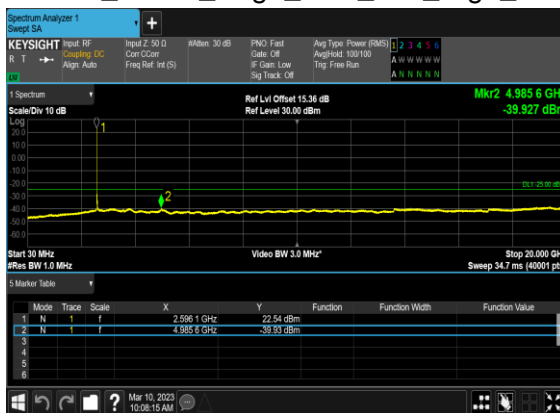 Spectrum Analyzer 1
Swept SA
KEYSIGHT
R T
Input: RF
Coupling: DC
Align: Auto
Input Z: 50 Ω
Corr CCorr
Freq Ref: Int (S)
#Atten: 30 dB
PNO: Fast
Gate: Off
IF Gain: Low
Sig Track: Off
Avg Type: Power (RMS)
Avg|Hold: 100/100
Trig: Free Run
1 2 3 4 5 6
A W W W W W
A N N N N N
1 Spectrum
Scale/Div 10 dB
Ref Lvl Offset 15.36 dB
Ref Level 30.00 dBm
Mkr2 4.985 6 GH
-39.927 dBr
Log
20.0
10.0
0.00
-10.0
-20.0
-30.0
-40.0
-50.0
-60.0
1
2
DL1 -25.00 dB
Start 30 MHz
#Res BW 1.0 MHz
Video BW 3.0 MHz*
Stop 20.000 GH
Sweep 34.7 ms (40001 pt
5 Marker Table
Mode Trace Scale X Y Function Function Width Function Value
1 N 1 f 2.596 1 GHz 22.54 dBm
2 N 1 f 4.985 6 GHz -39.93 dBm
3
4
5
6
?
Mar 10, 2023
10:08:15 AM